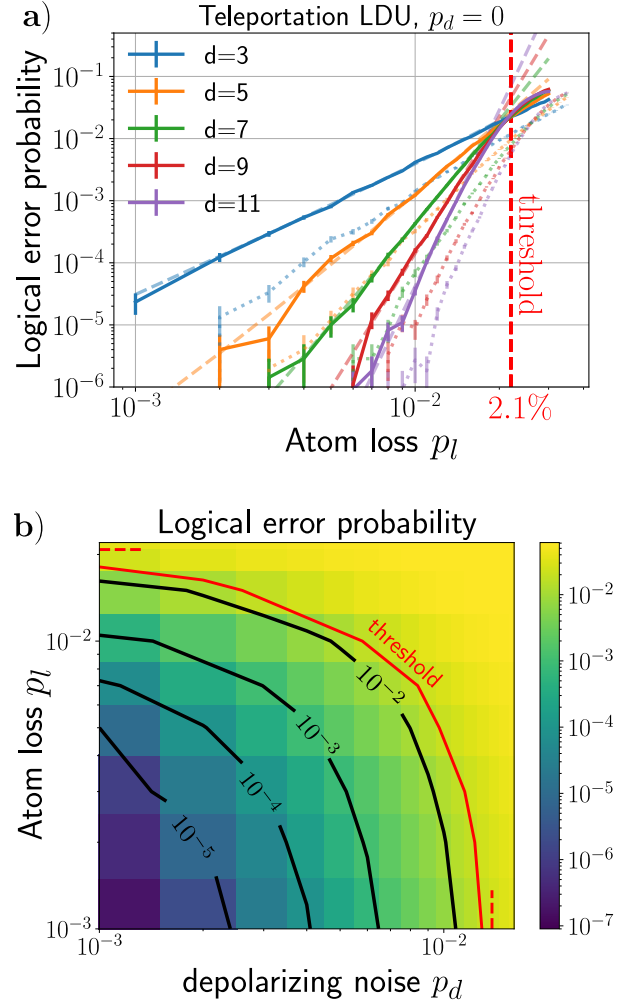 a)
Teleportation LDU, $p_d = 0$
Logical error probability
$10^{-1}$
$10^{-2}$
$10^{-3}$
$10^{-4}$
$10^{-5}$
$10^{-6}$
d=3
d=5
d=7
d=9
d=11
threshold
$10^{-3}$
$10^{-2}$
2.1%
Atom loss $p_l$
b)
Logical error probability
Atom loss $p_l$
$10^{-2}$
$10^{-3}$
threshold
$10^{-2}$
$10^{-3}$
$10^{-4}$
$10^{-5}$
$10^{-3}$
$10^{-2}$
depolarizing noise $p_d$
$10^{-2}$
$10^{-3}$
$10^{-4}$
$10^{-5}$
$10^{-6}$
$10^{-7}$